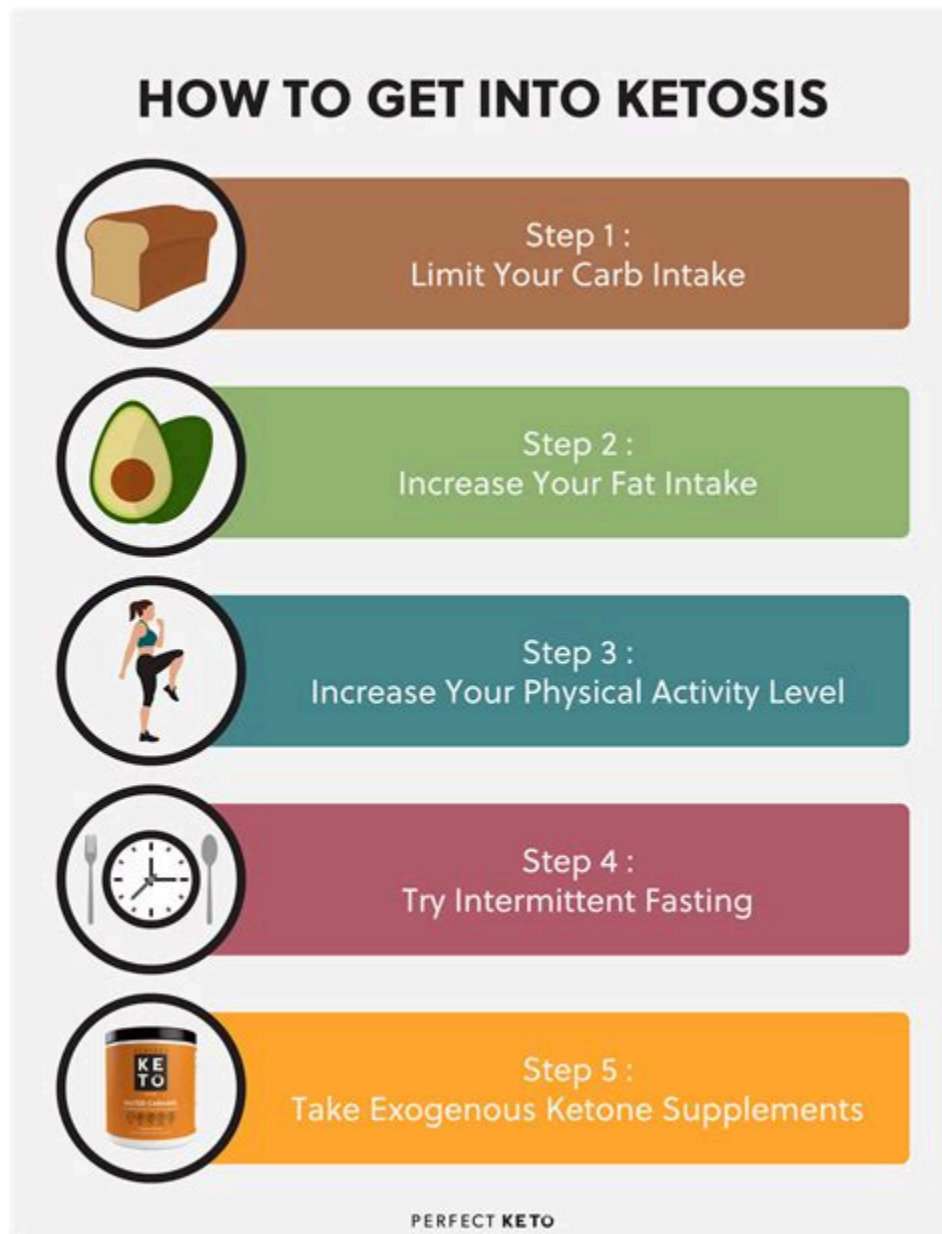 HOW TO GET INTO KETOSIS
Step 1 :
Limit Your Carb Intake
Step 2 :
Increase Your Fat Intake
Step 3 :
Increase Your Physical Activity Level
Step 4 :
Try Intermittent Fasting
KE
TO
Step 5 :
Take Exogenous Ketone Supplements
PERFECT KETO